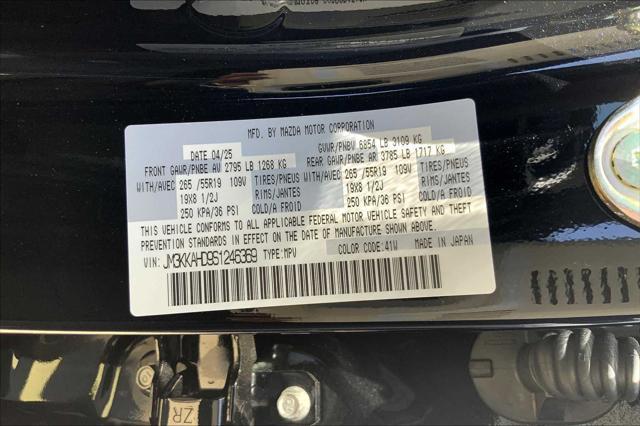 MFD. BY MAZDA MOTOR CORPORATION
DATE 04/25 GVWR/PNBV 6854 LB 3109 KG
FRONT GAWR/PNBE AV 2795 LB 1268 KG REAR GAWR/PNBE AR 3785 LB 1717 KG
WITH/AVEC 265 /55R19 109V TIRES/PNEUS WITH/AVEC 265 /55R19 109V TIRES/PNEUS
19X8 1/2J RIMS/JANTES 19X8 1/2J RIMS/JANTES
250 KPA/36 PSI COLD/A FROID 250 KPA/36 PSI COLD/A FROID
THIS VEHICLE CONFORMS TO ALL APPLICABLE FEDERAL MOTOR VEHICLE SAFETY AND THEFT
PREVENTION STANDARDS IN EFFECT ON THE DATE OF MANUFACTURE SHOWN ABOVE.
VIN: JM3KKAHD9S1246369 TYPE:MPV COLOR CODE:41W MADE IN JAPAN
ZR